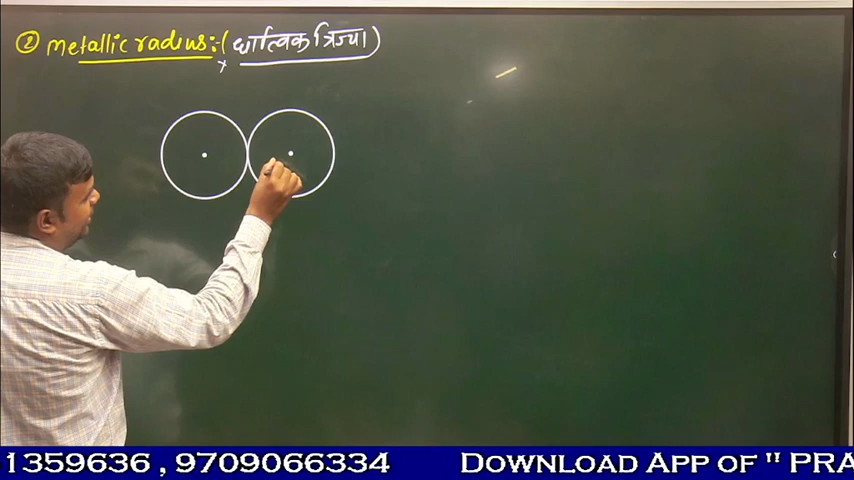 ② Metallic radius:- (धात्विक त्रिज्या)
1359636 , 9709066334 DOWNLOAD APP OF " PRA